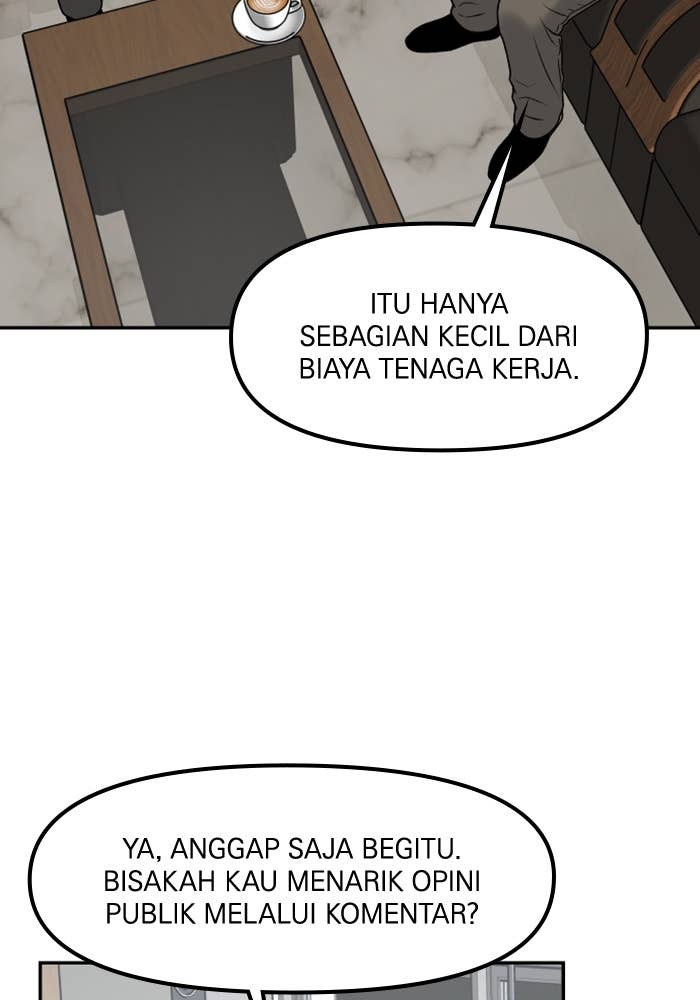 ITU HANYA
SEBAGIAN KECIL DARI
BIAYA TENAGA KERJA.
YA, ANGGAP SAJA BEGITU.
BISAKAH KAU MENARIK OPINI
PUBLIK MELALUI KOMENTAR?